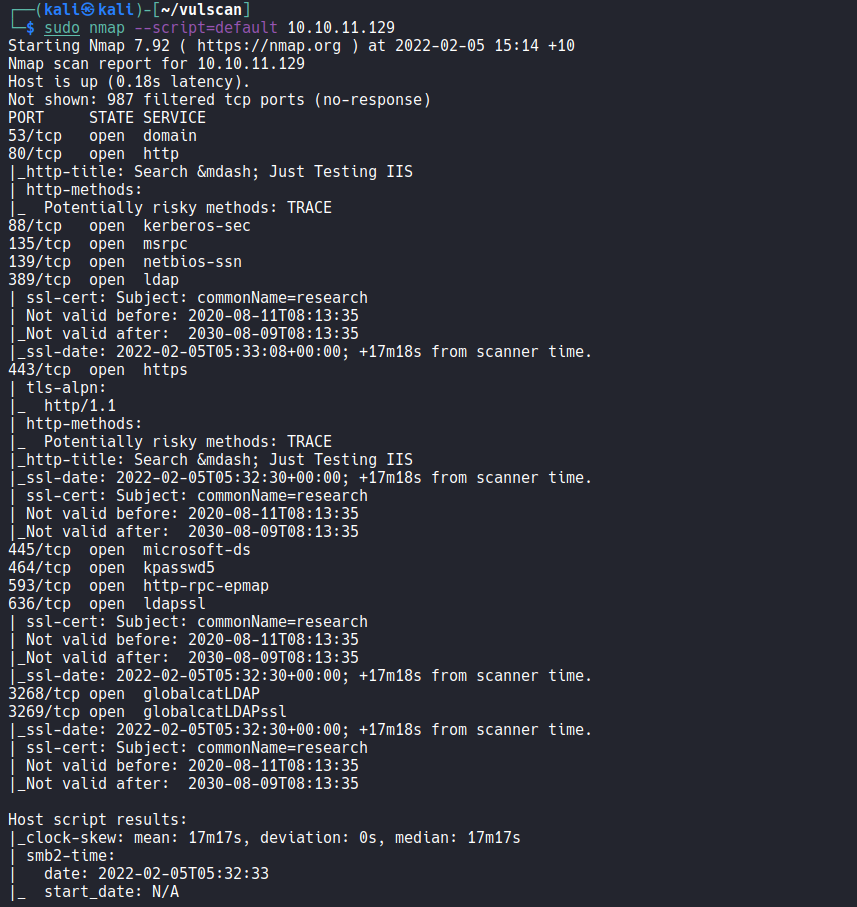 ┌──(kali㉿kali)-[~/vulscan]
└─$ sudo nmap --script=default 10.10.11.129
Starting Nmap 7.92 ( https://nmap.org ) at 2022-02-05 15:14 +10
Nmap scan report for 10.10.11.129
Host is up (0.18s latency).
Not shown: 987 filtered tcp ports (no-response)
PORT     STATE SERVICE
53/tcp   open  domain
80/tcp   open  http
|_http-title: Search &mdash; Just Testing IIS
| http-methods:
|_  Potentially risky methods: TRACE
88/tcp   open  kerberos-sec
135/tcp  open  msrpc
139/tcp  open  netbios-ssn
389/tcp  open  ldap
| ssl-cert: Subject: commonName=research
| Not valid before: 2020-08-11T08:13:35
|_Not valid after:  2030-08-09T08:13:35
|_ssl-date: 2022-02-05T05:33:08+00:00; +17m18s from scanner time.
443/tcp  open  https
| tls-alpn:
|_  http/1.1
| http-methods:
|_  Potentially risky methods: TRACE
|_http-title: Search &mdash; Just Testing IIS
|_ssl-date: 2022-02-05T05:32:30+00:00; +17m18s from scanner time.
| ssl-cert: Subject: commonName=research
| Not valid before: 2020-08-11T08:13:35
|_Not valid after:  2030-08-09T08:13:35
445/tcp  open  microsoft-ds
464/tcp  open  kpasswd5
593/tcp  open  http-rpc-epmap
636/tcp  open  ldapssl
| ssl-cert: Subject: commonName=research
| Not valid before: 2020-08-11T08:13:35
|_Not valid after:  2030-08-09T08:13:35
|_ssl-date: 2022-02-05T05:32:30+00:00; +17m18s from scanner time.
3268/tcp open  globalcatLDAP
3269/tcp open  globalcatLDAPssl
|_ssl-date: 2022-02-05T05:32:30+00:00; +17m18s from scanner time.
| ssl-cert: Subject: commonName=research
| Not valid before: 2020-08-11T08:13:35
|_Not valid after:  2030-08-09T08:13:35

Host script results:
|_clock-skew: mean: 17m17s, deviation: 0s, median: 17m17s
| smb2-time:
|   date: 2022-02-05T05:32:33
|_  start_date: N/A